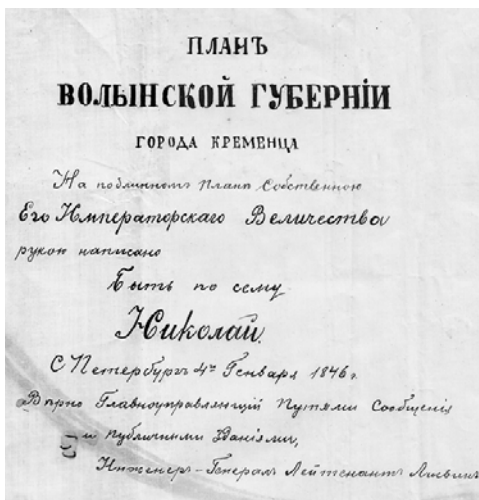 ПЛАНЪ
ВОЛЫНСКОЙ ГУБЕРНІИ
ГОРОДА КРЕМЕНЦА
На подлинномъ планѣ Собственною
Его Императорскаго Величества
рукою написано
Быть по сему
Николай.
С Петербургъ 4го Генваря 1846 г.
Вѣрно Главноуправляющій Путями Сообщенія
и публичными Зданіями,
Инженеръ-Генералъ Лейтенантъ